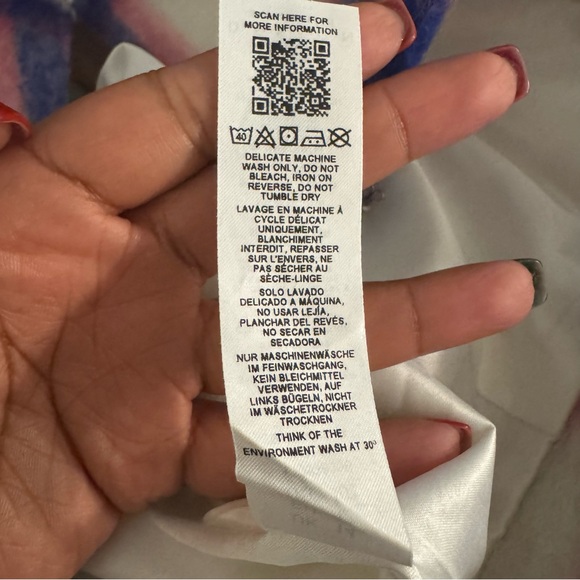 SCAN HERE FOR
MORE INFORMATION
40
DELICATE MACHINE
WASH ONLY, DO NOT
BLEACH, IRON ON
REVERSE, DO NOT
TUMBLE DRY
LAVAGE EN MACHINE À
CYCLE DÉLICAT
UNIQUEMENT,
BLANCHIMENT
INTERDIT, REPASSER
SUR L'ENVERS, NE
PAS SÉCHER AU
SÈCHE-LINGE
SOLO LAVADO
DELICADO A MÁQUINA,
NO USAR LEJÍA,
PLANCHAR DEL REVÉS,
NO SECAR EN
SECADORA
NUR MASCHINENWÄSCHE
IM FEINWASCHGANG,
KEIN BLEICHMITTEL
VERWENDEN, AUF
LINKS BÜGELN, NICHT
IM WÄSCHETROCKNER
TROCKNEN
THINK OF THE
ENVIRONMENT WASH AT 30°